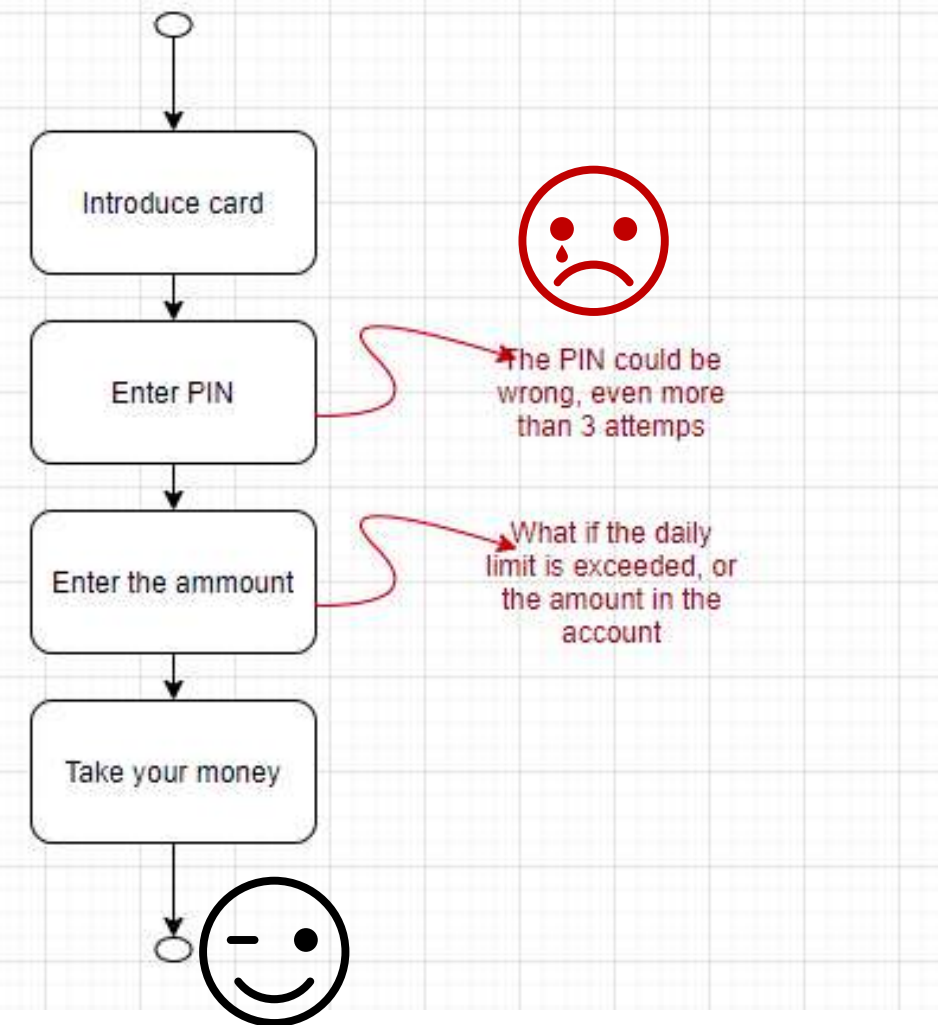 Introduce card
Enter PIN
The PIN could be
wrong, even more
than 3 attemps
Enter the ammount
What if the daily
limit is exceeded, or
the amount in the
account
Take your money